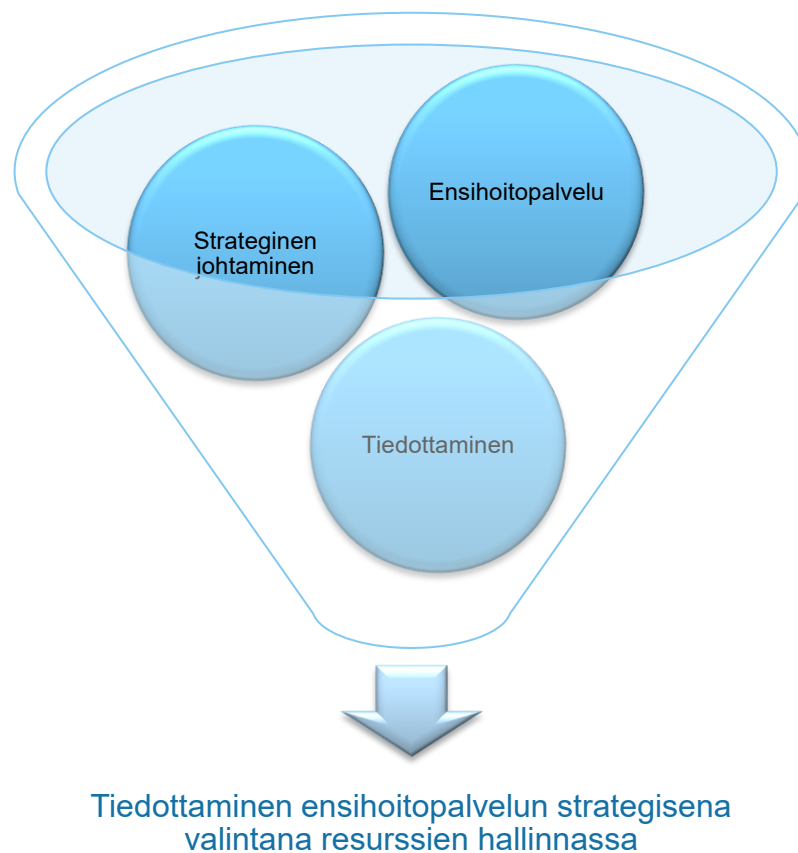 Ensihoitopalvelu
Strateginen
johtaminen
Tiedottaminen
Tiedottaminen ensihoitopalvelun strategisena
valintana resurssien hallinnassa